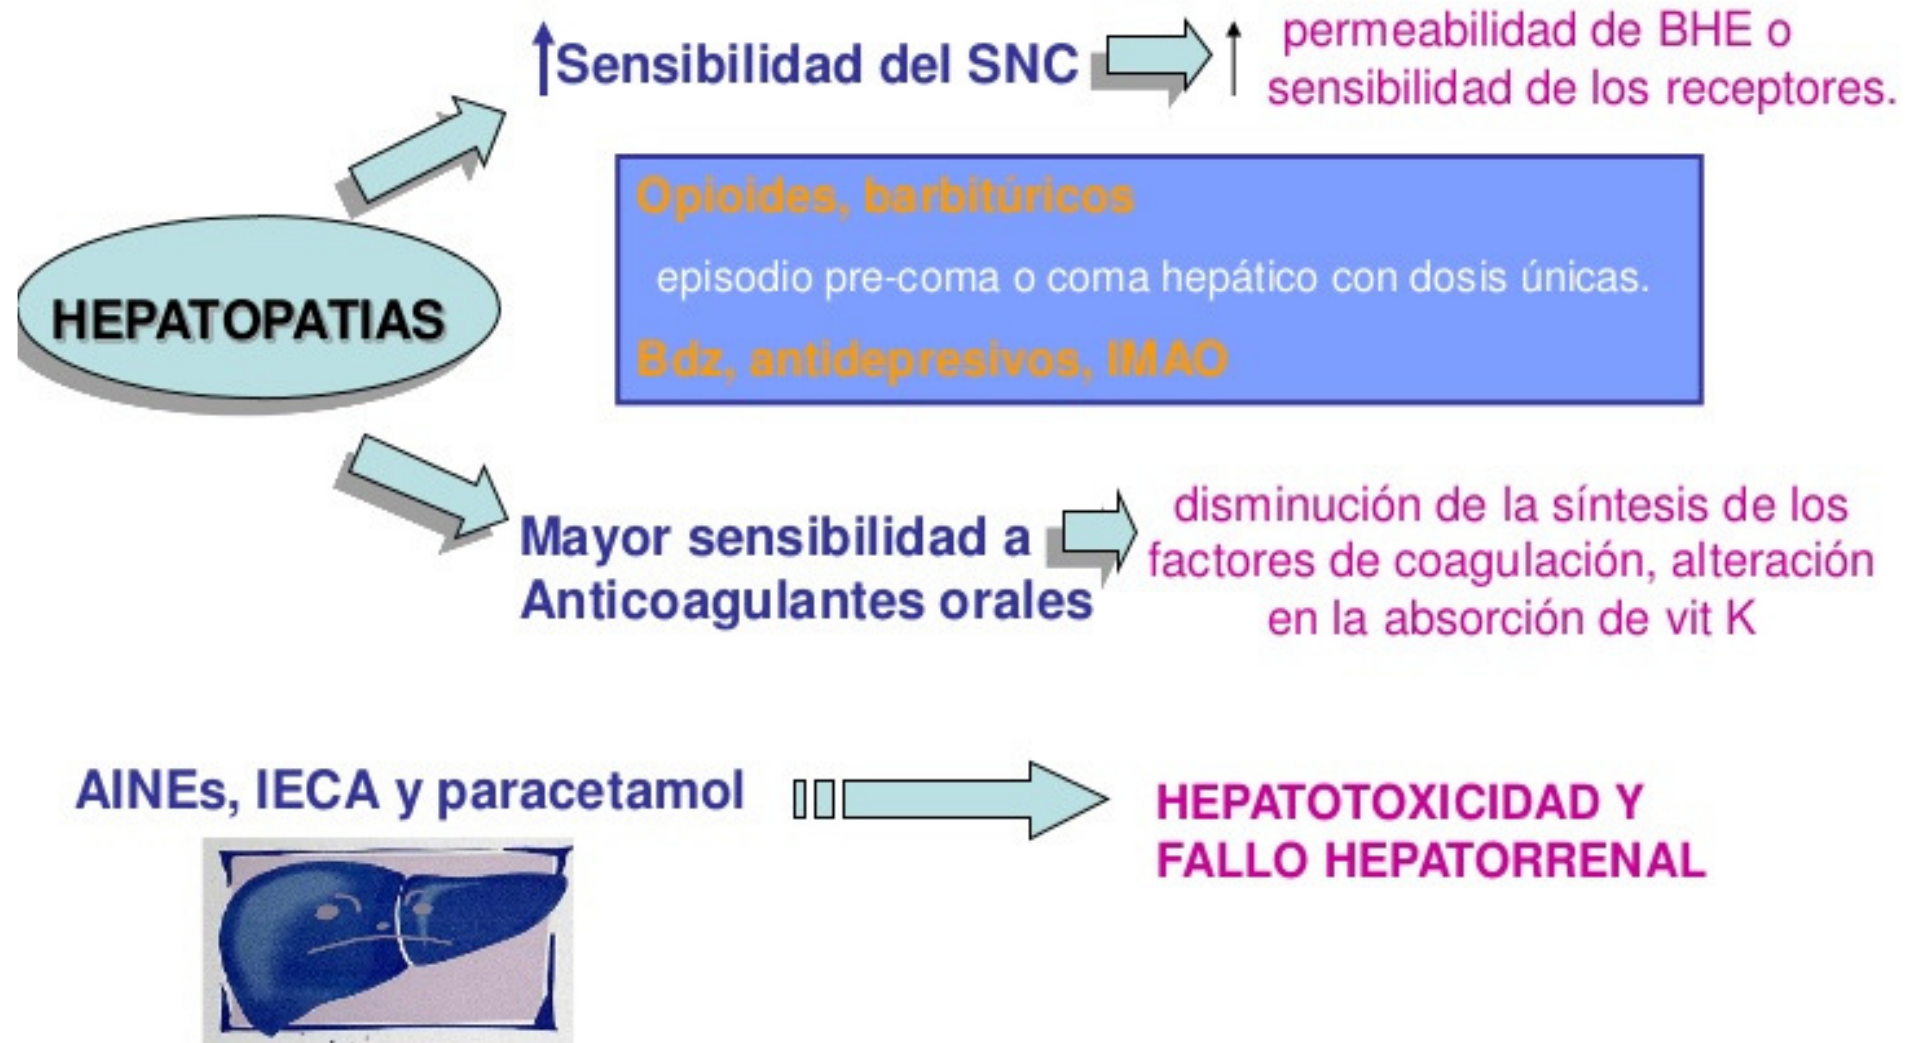 ↑Sensibilidad del SNC
↑ permeabilidad de BHE o
sensibilidad de los receptores.
Opioides, barbitúricos
episodio pre-coma o coma hepático con dosis únicas.
Bdz, antidepresivos, IMAO
HEPATOPATIAS
Mayor sensibilidad a
Anticoagulantes orales
disminución de la síntesis de los
factores de coagulación, alteración
en la absorción de vit K
AINEs, IECA y paracetamol
HEPATOTOXICIDAD Y
FALLO HEPATORRENAL